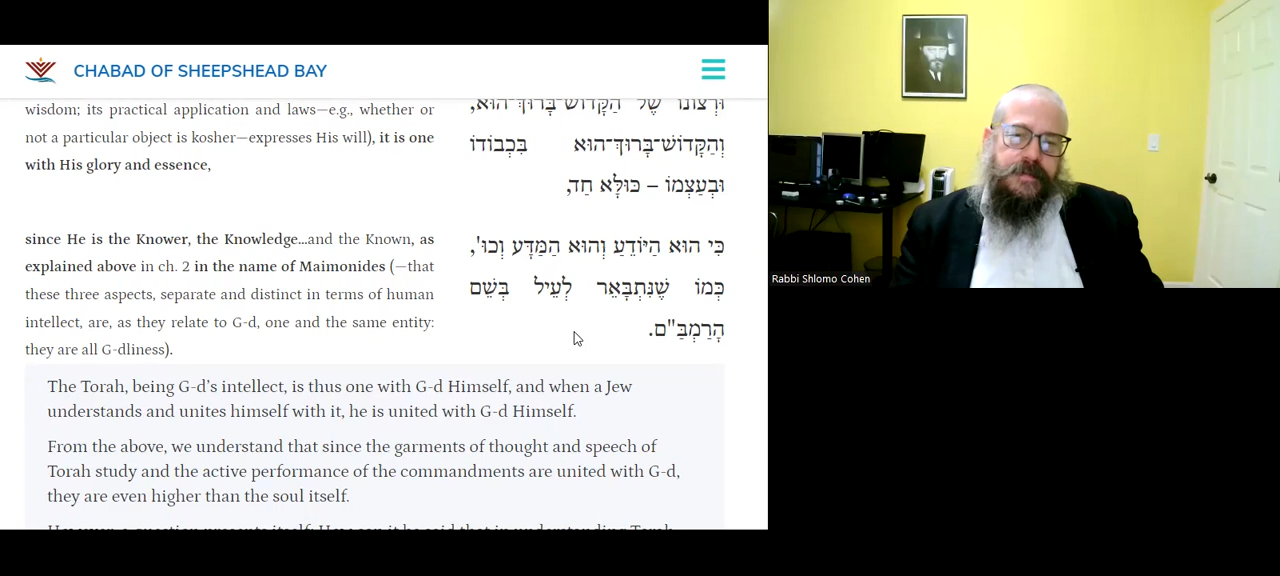 CHABAD OF SHEEPSHEAD BAY
wisdom; its practical application and laws—e.g., whether or
not a particular object is kosher—expresses His will), it is one
with His glory and essence,
וּרְצוֹנוֹ שֶׁל הַקָּדוֹשׁ־בָּרוּךְ־הוּא,
וְהַקָּדוֹשׁ־בָּרוּךְ־הוּא בִּכְבוֹדוֹ
וּבְעַצְמוֹ – כּוּלָּא חַד,
since He is the Knower, the Knowledge...and the Known, as
explained above in ch. 2 in the name of Maimonides (—that
these three aspects, separate and distinct in terms of human
intellect, are, as they relate to G-d, one and the same entity:
they are all G-dliness).
כִּי הוּא הַיּוֹדֵעַ וְהוּא הַמַּדָּע וְכוּ',
כְּמוֹ שֶׁנִּתְבָּאֵר לְעֵיל בְּשֵׁם
הָרַמְבַּ"ם.
The Torah, being G-d’s intellect, is thus one with G-d Himself, and when a Jew
understands and unites himself with it, he is united with G-d Himself.
From the above, we understand that since the garments of thought and speech of
Torah study and the active performance of the commandments are united with G-d,
they are even higher than the soul itself.
Rabbi Shlomo Cohen